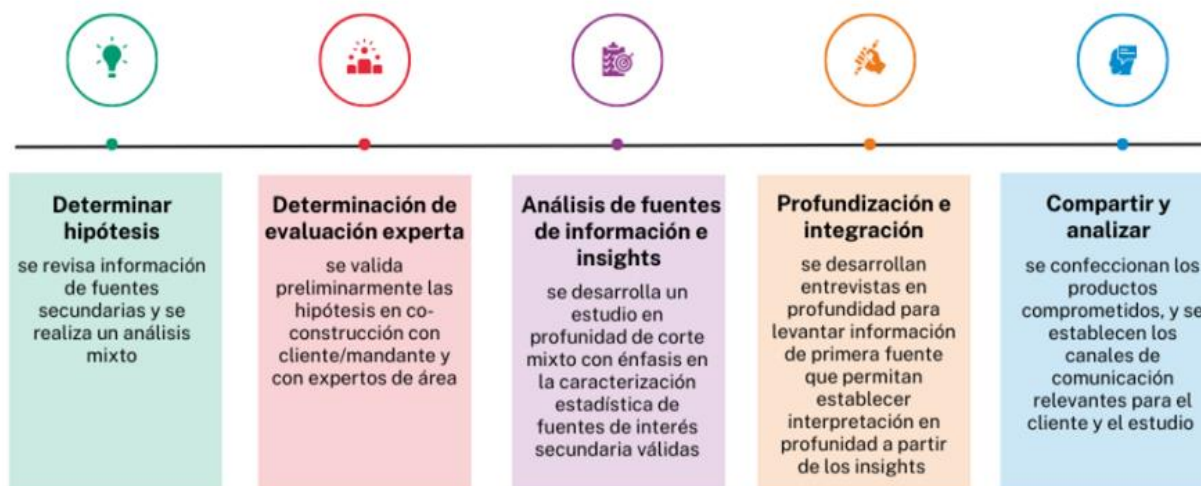 Determinar
hipótesis
se revisa información
de fuentes
secundarias y se
realiza un análisis
mixto
Determinación de
evaluación experta
se valida
preliminarmente las
hipótesis en co-
construcción con
cliente/mandante y
con expertos de área
Análisis de fuentes
de información e
insights
se desarrolla un
estudio en
profunidad de corte
mixto con énfasis en
la caracterización
estadística de
fuentes de interés
secundaria válidas
Profundización e
integración
se desarrollan
entrevistas en
profundidad para
levantar información
de primera fuente
que permitan
establecer
interpretación en
profundidad a partir
de los insights
Compartir y
analizar
se confeccionan los
productos
comprometidos, y se
establecen los
canales de
comunicación
relevantes para el
cliente y el estudio